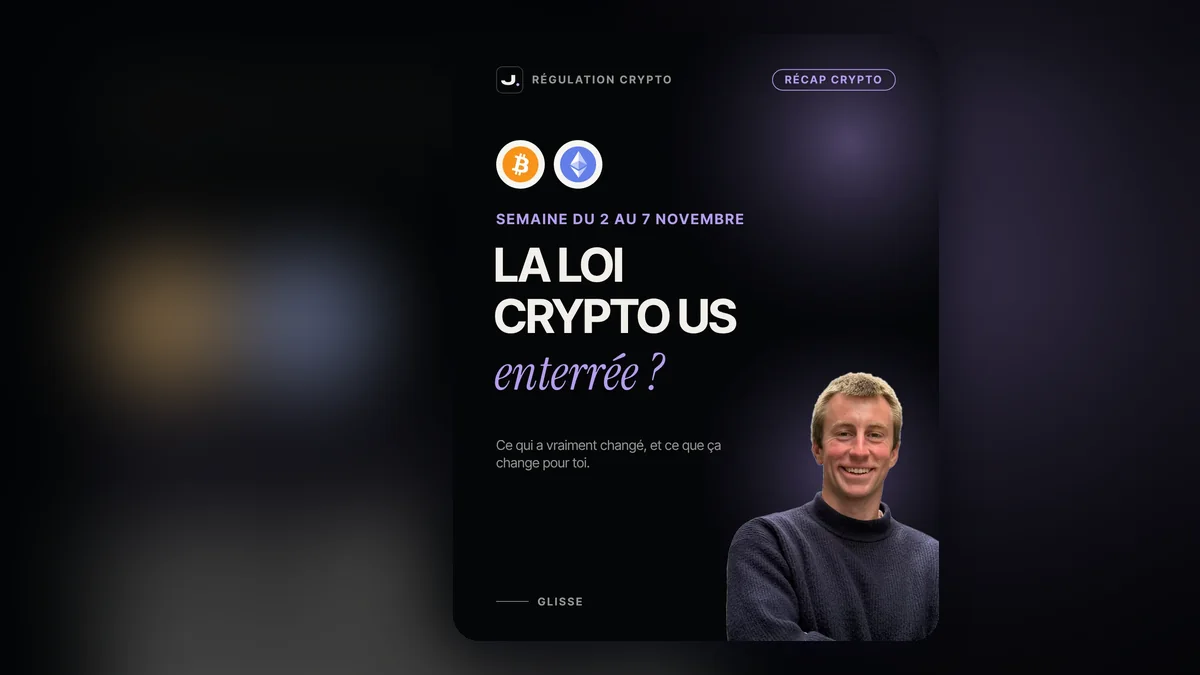 J.
RÉGULATION CRYPTO
RÉCAP CRYPTO
SEMAINE DU 2 AU 7 NOVEMBRE
LA LOI
CRYPTO US
enterrée ?
Ce qui a vraiment changé, et ce que ça
change pour toi.
GLISSE